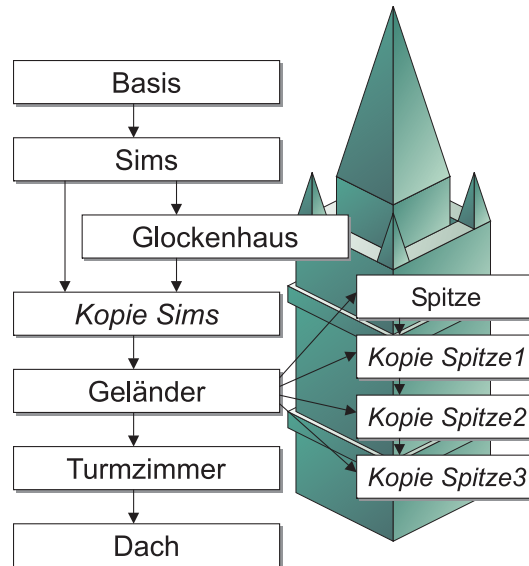 Basis
Sims
Glockenhaus
Kopie Sims
Geländer
Turmzimmer
Dach
Spitze
Kopie Spitze1
Kopie Spitze2
Kopie Spitze3